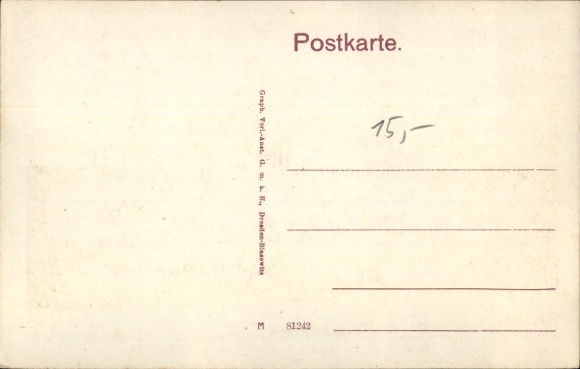 Postkarte.
15,-
Graph. Verl.-Anst. G. m. b. H., Dresden-Blasewitz
M 81242